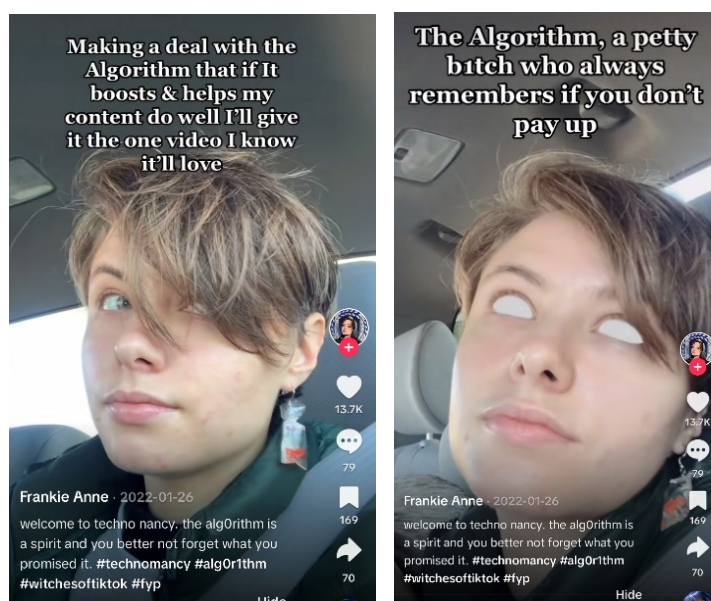 Making a deal with the
Algorithm that if It
boosts & helps my
content do well I'll give
it the one video I know
it'll love
13.7K
79
169
70
Frankie Anne · 2022-01-26
welcome to techno nancy. the alg0rithm is
a spirit and you better not forget what you
promised it. #technomancy #alg0r1thm
#witchesoftiktok #fyp
Hide
The Algorithm, a petty
b1tch who always
remembers if you don't
pay up
13.7K
79
169
70
Frankie Anne · 2022-01-26
welcome to techno nancy. the alg0rithm is
a spirit and you better not forget what you
promised it. #technomancy #alg0r1thm
#witchesoftiktok #fyp
Hide